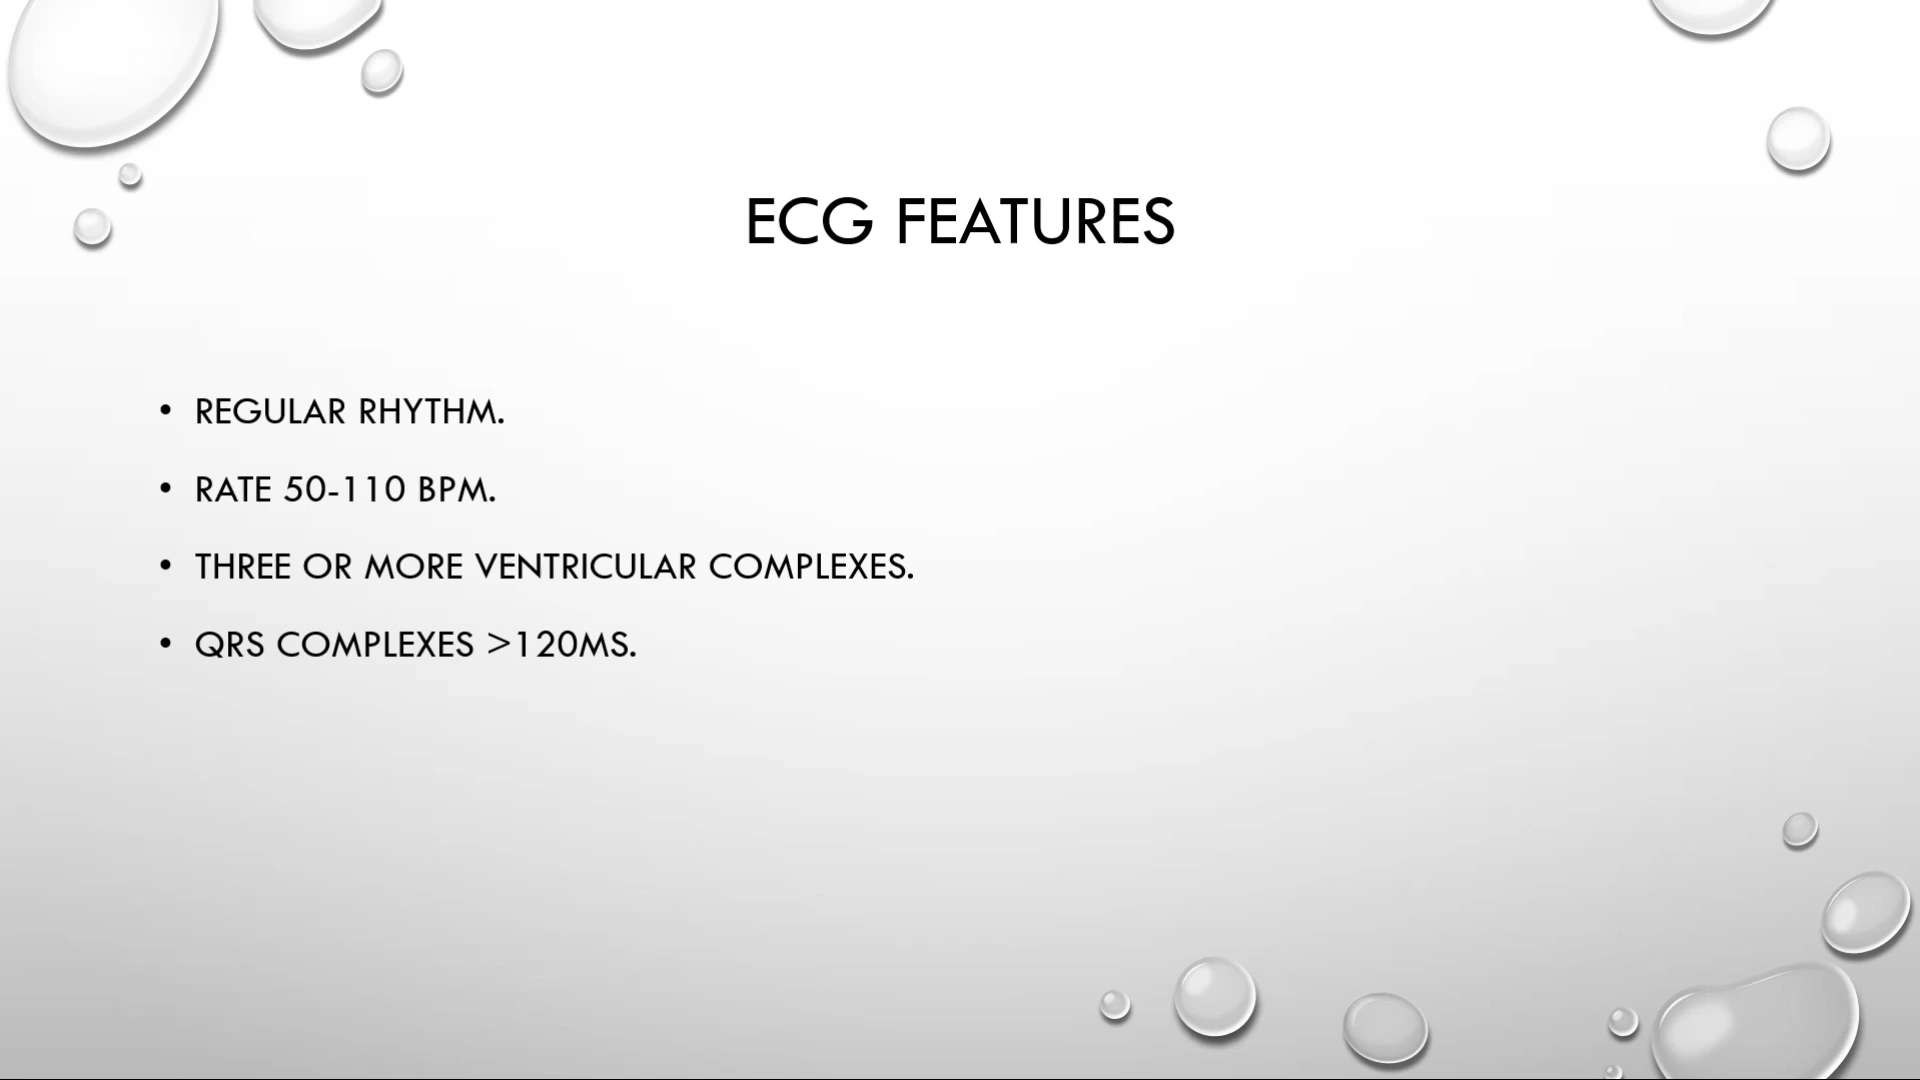 ECG FEATURES
• REGULAR RHYTHM.
• RATE 50-110 BPM.
• THREE OR MORE VENTRICULAR COMPLEXES.
• QRS COMPLEXES >120MS.